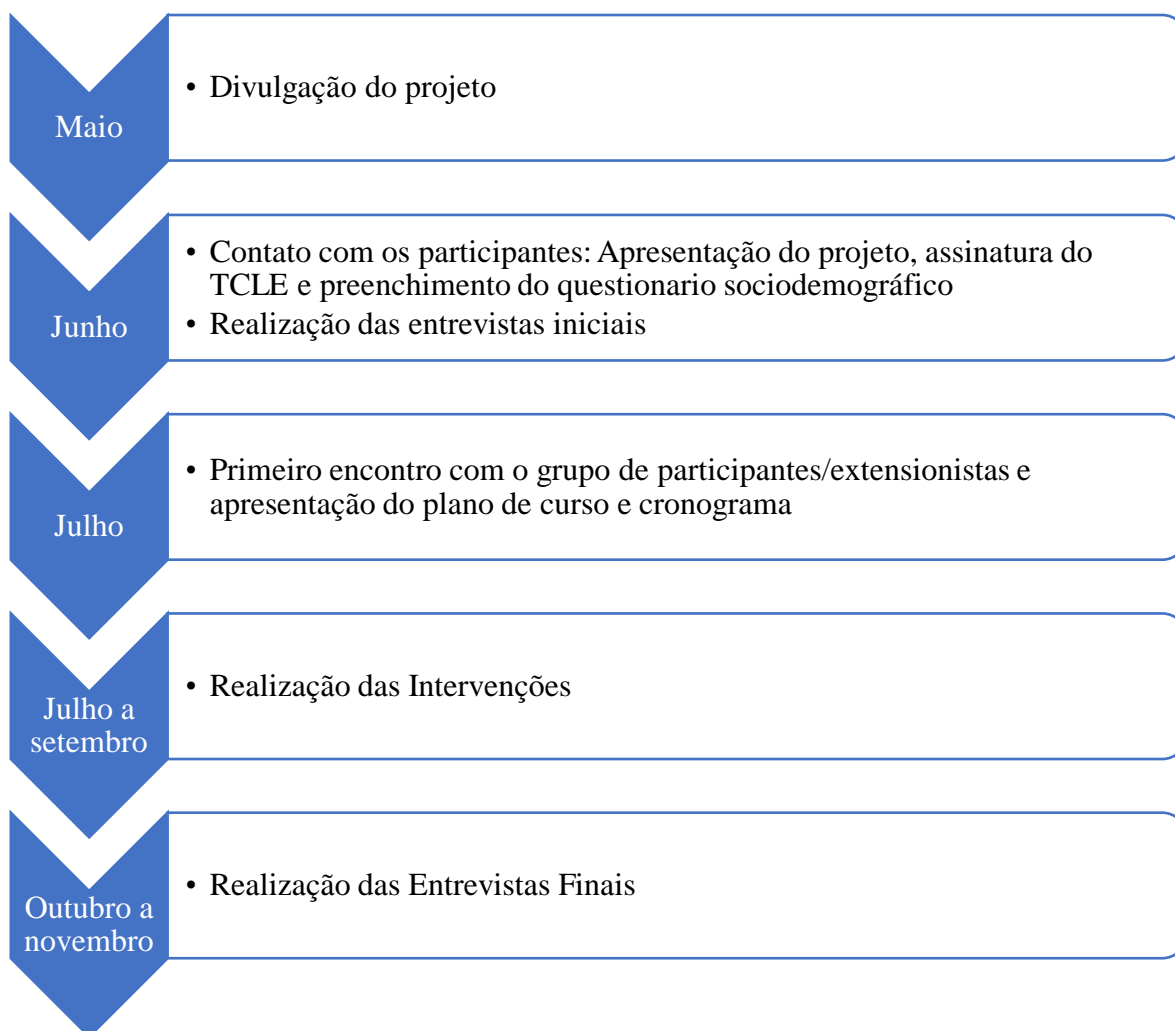 Maio
• Divulgação do projeto
Junho
• Contato com os participantes: Apresentação do projeto, assinatura do
TCLE e preenchimento do questionario sociodemográfico
• Realização das entrevistas iniciais
Julho
• Primeiro encontro com o grupo de participantes/extensionistas e
apresentação do plano de curso e cronograma
Julho a
setembro
• Realização das Intervenções
Outubro a
novembro
• Realização das Entrevistas Finais